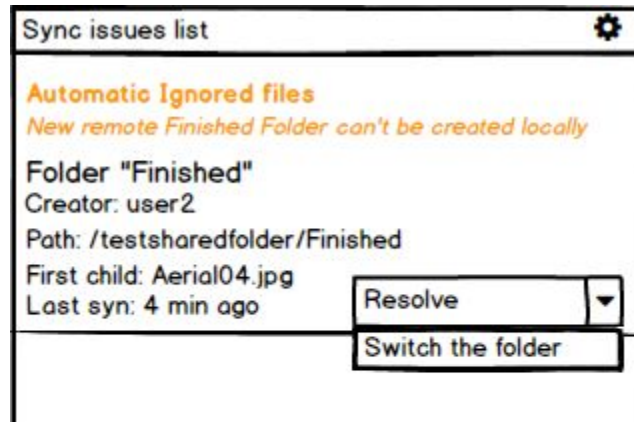 Sync issues list
Automatic Ignored files
New remote Finished Folder can't be created locally
Folder "Finished"
Creator: user2
Path: /testsharedfolder/Finished
First child: Aerial04.jpg
Last syn: 4 min ago
Resolve
Switch the folder